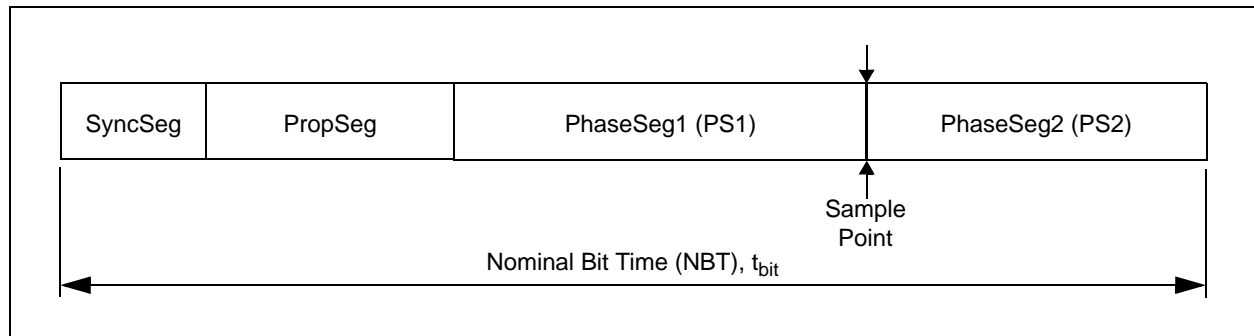 SyncSeg PropSeg PhaseSeg1 (PS1) PhaseSeg2 (PS2)
Sample
Point
Nominal Bit Time (NBT), tbit